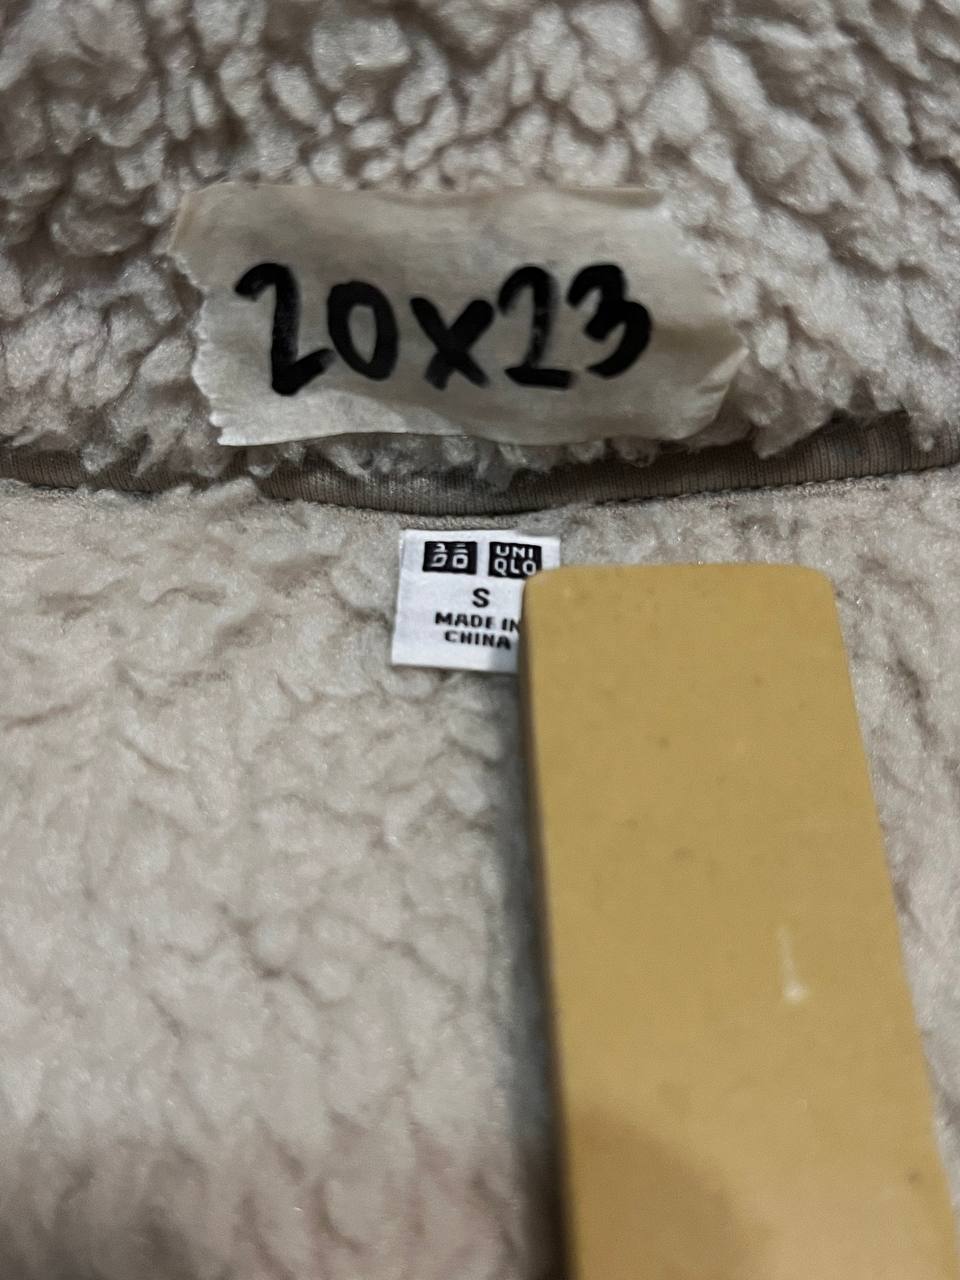 20x23
ユニ
クロ
UNI
QLO
S
MADE IN
CHINA